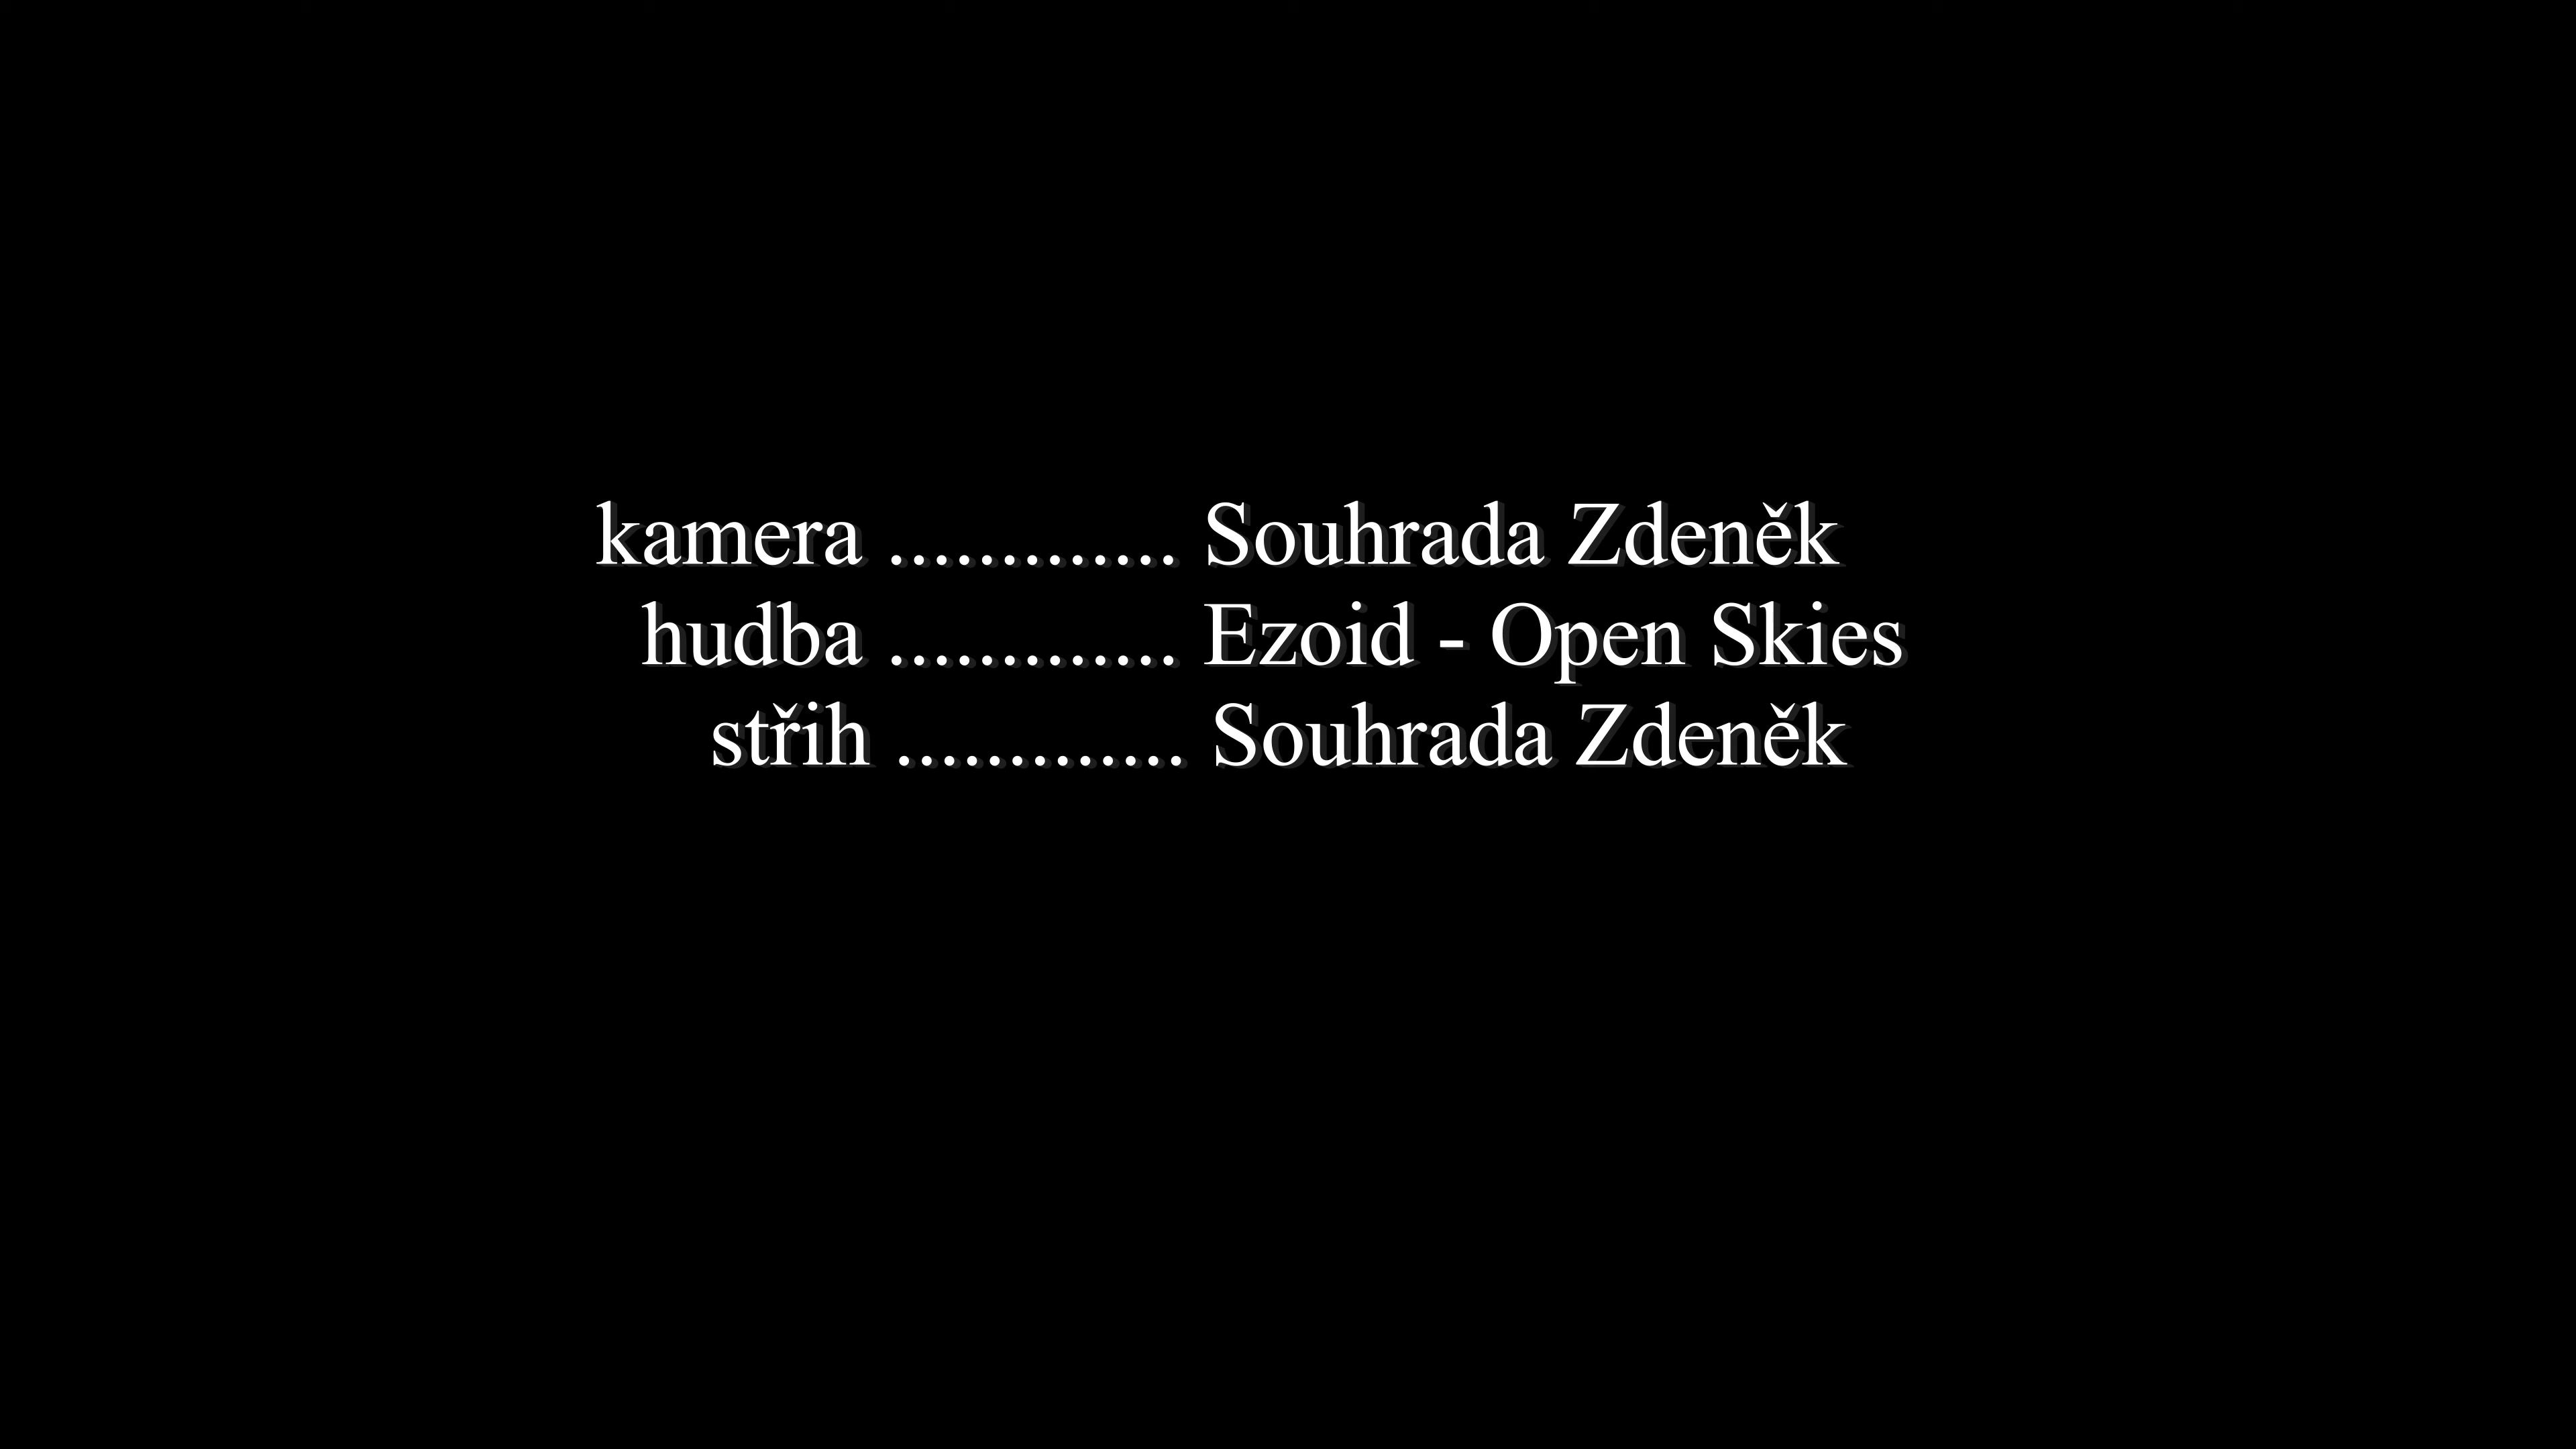 kamera ............. Souhrada Zdeněk
hudba ............. Ezoid - Open Skies
střih ............. Souhrada Zdeněk